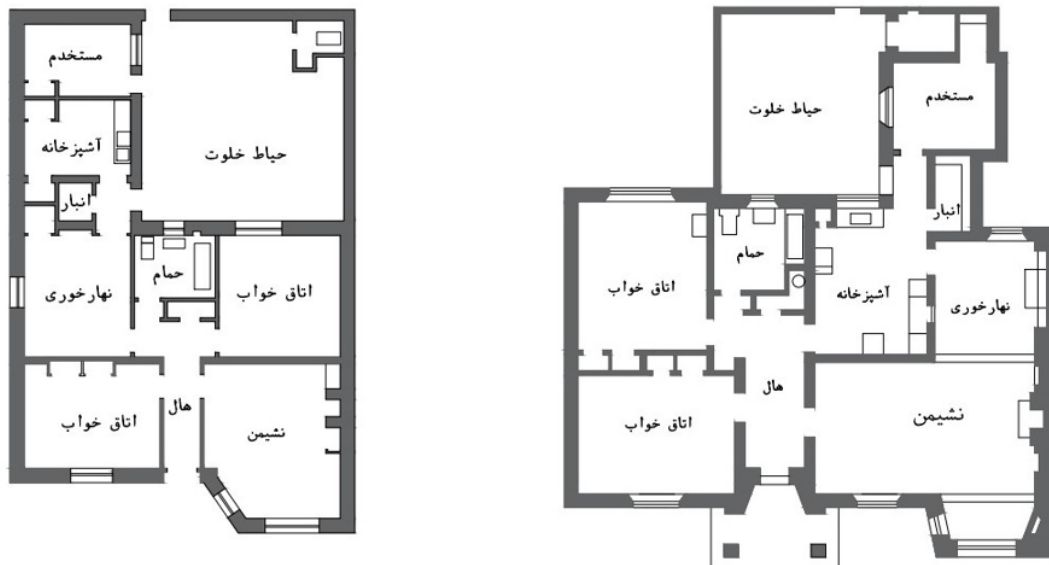 مستخدم
حیاط خلوت
آشپزخانه
انبار
حمام
نهارخوری
اتاق خواب
هال
اتاق خواب
نشیمن
مستخدم
حیاط خلوت
انبار
حمام
اتاق خواب
آشپزخانه
نهارخوری
هال
نشیمن
اتاق خواب